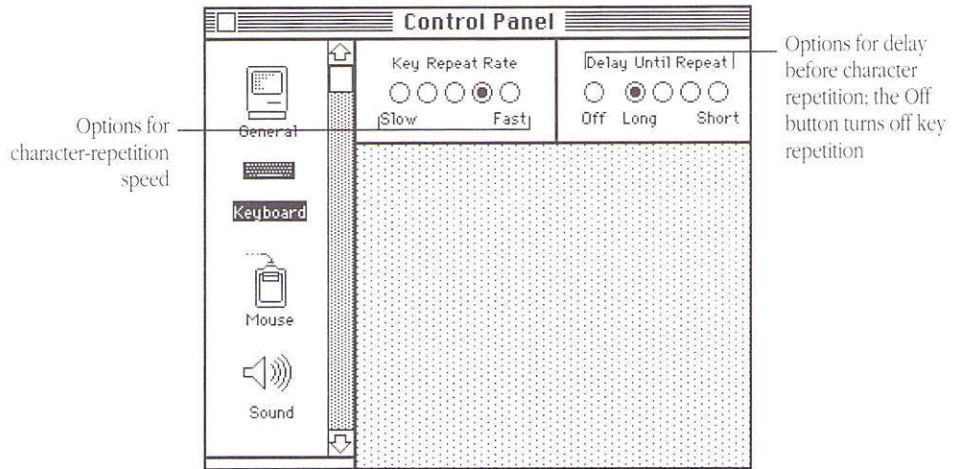 Control Panel
Key Repeat Rate
Slow Fast
Delay Until Repeat
Off Long Short
General
Keyboard
Mouse
Sound
Options for
character-repetition
speed
Options for delay
before character
repetition; the Off
button turns off key
repetition